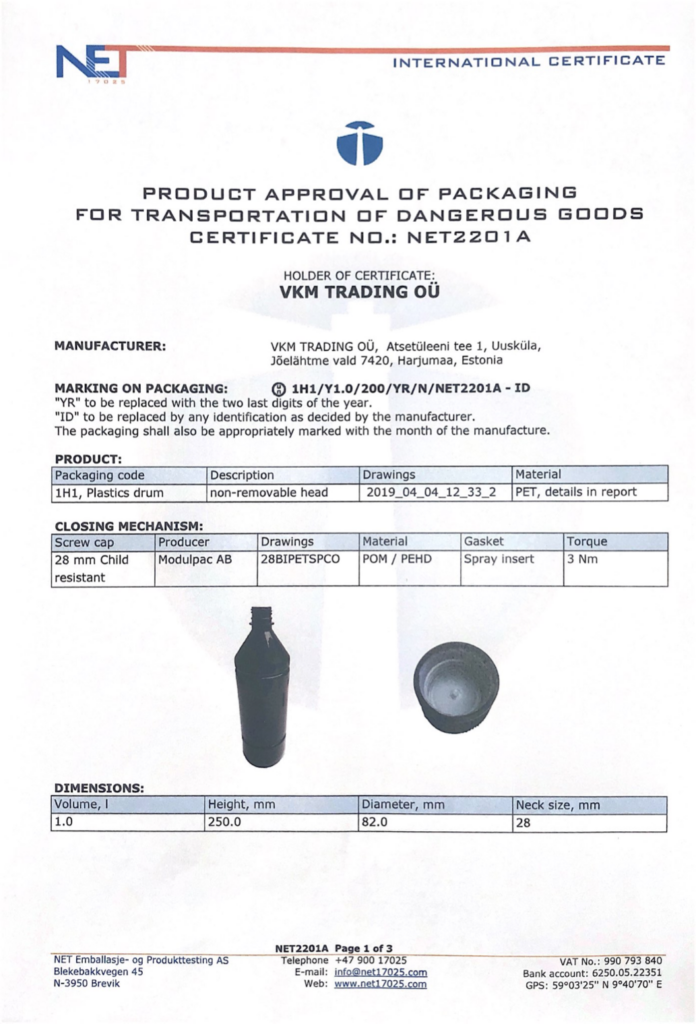 NET
17025
INTERNATIONAL CERTIFICATE
PRODUCT APPROVAL OF PACKAGING
FOR TRANSPORTATION OF DANGEROUS GOODS
CERTIFICATE NO.: NET2201A
HOLDER OF CERTIFICATE:
VKM TRADING OÜ
MANUFACTURER: VKM TRADING OÜ, Atsetüleeni tee 1, Uusküla,
Jõelähtme vald 7420, Harjumaa, Estonia
MARKING ON PACKAGING: 1H1/Y1.0/200/YR/N/NET2201A - ID
"YR" to be replaced with the two last digits of the year.
"ID" to be replaced by any identification as decided by the manufacturer.
The packaging shall also be appropriately marked with the month of the manufacture.
PRODUCT:
Packaging code Description Drawings Material
1H1, Plastics drum non-removable head 2019_04_04_12_33_2 PET, details in report
CLOSING MECHANISM:
Screw cap Producer Drawings Material Gasket Torque
28 mm Child Modulpac AB 28BIPETSPCO POM / PEHD Spray insert 3 Nm
resistant
DIMENSIONS:
Volume, l Height, mm Diameter, mm Neck size, mm
1.0 250.0 82.0 28
NET2201A Page 1 of 3
NET Emballasje- og Produkttesting AS Telephone +47 900 17025 VAT No.: 990 793 840
Blekebakkvegen 45 E-mail: info@net17025.com Bank account: 6250.05.22351
N-3950 Brevik Web: www.net17025.com GPS: 59°03'25" N 9°40'70" E